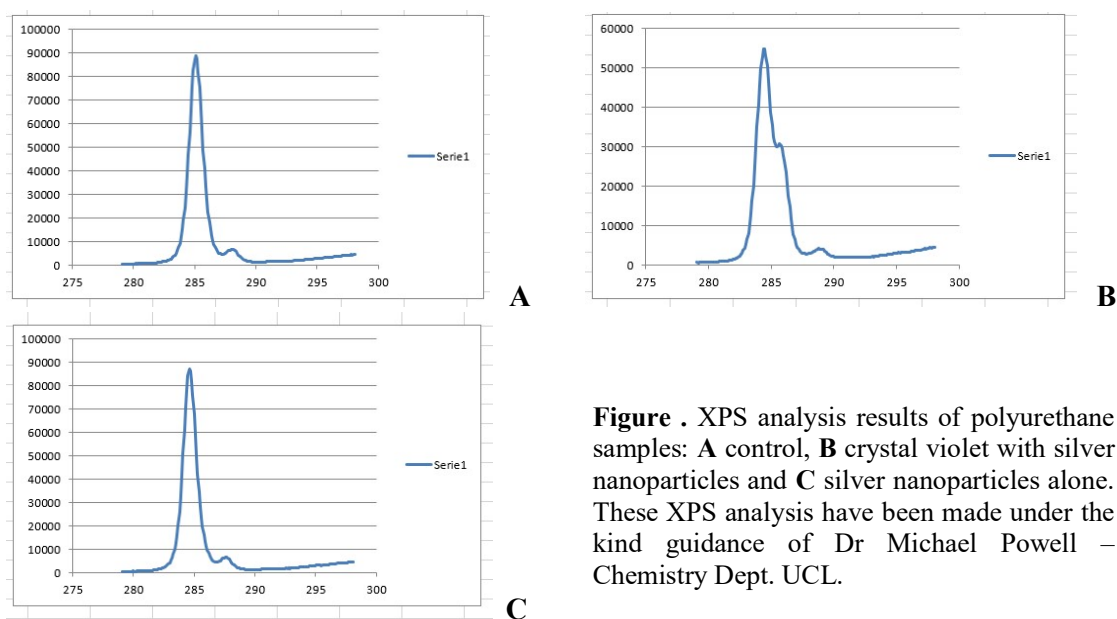 100000
90000
80000
70000
60000
50000
40000
30000
20000
10000
0
275 280 285 290 295 300
Serie1
A
60000
50000
40000
30000
20000
10000
0
275 280 285 290 295 300
Serie1
B
100000
90000
80000
70000
60000
50000
40000
30000
20000
10000
0
275 280 285 290 295 300
Serie1
C
Figure . XPS analysis results of polyurethane
samples: A control, B crystal violet with silver
nanoparticles and C silver nanoparticles alone.
These XPS analysis have been made under the
kind guidance of Dr Michael Powell –
Chemistry Dept. UCL.